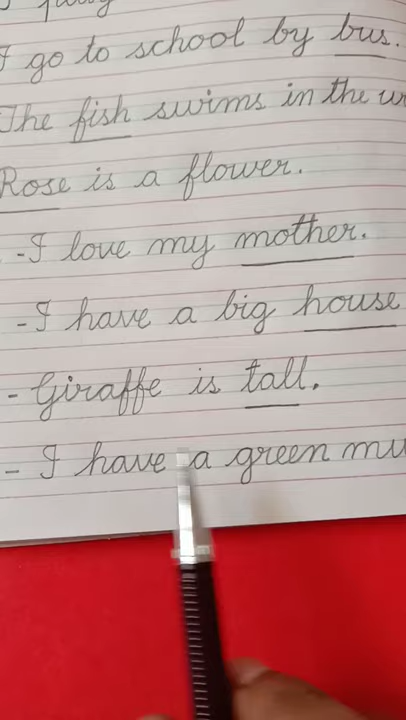 I go to school by bus.
The fish swims in the
Rose is a flower.
- I love my mother.
- I have a big house
- Giraffe is tall.
- I have a green